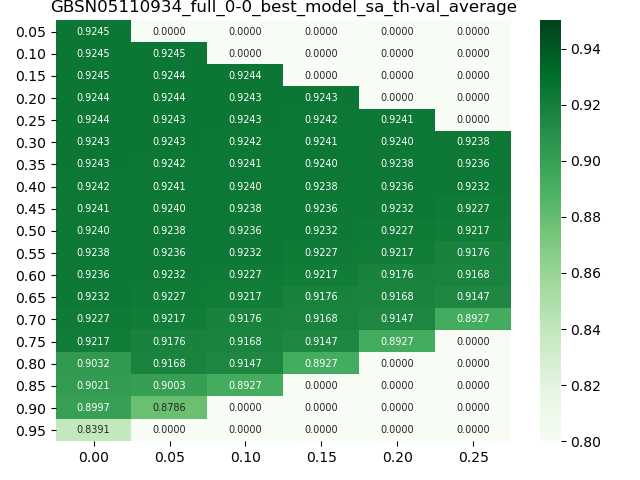 GBSN05110934_full_0-0_best_model_sa_th-val_average
0.05 0.9245 0.0000 0.0000 0.0000 0.0000 0.0000
0.10 0.9245 0.9245 0.0000 0.0000 0.0000 0.0000
0.15 0.9245 0.9244 0.9244 0.0000 0.0000 0.0000
0.20 0.9244 0.9244 0.9243 0.9243 0.0000 0.0000
0.25 0.9244 0.9243 0.9243 0.9242 0.9241 0.0000
0.30 0.9243 0.9243 0.9242 0.9241 0.9240 0.9238
0.35 0.9243 0.9242 0.9241 0.9240 0.9238 0.9236
0.40 0.9242 0.9241 0.9240 0.9238 0.9236 0.9232
0.45 0.9241 0.9240 0.9238 0.9236 0.9232 0.9227
0.50 0.9240 0.9238 0.9236 0.9232 0.9227 0.9217
0.55 0.9238 0.9236 0.9232 0.9227 0.9217 0.9176
0.60 0.9236 0.9232 0.9227 0.9217 0.9176 0.9168
0.65 0.9232 0.9227 0.9217 0.9176 0.9168 0.9147
0.70 0.9227 0.9217 0.9176 0.9168 0.9147 0.8927
0.75 0.9217 0.9176 0.9168 0.9147 0.8927 0.0000
0.80 0.9032 0.9168 0.9147 0.8927 0.0000 0.0000
0.85 0.9021 0.9003 0.8927 0.0000 0.0000 0.0000
0.90 0.8997 0.8786 0.0000 0.0000 0.0000 0.0000
0.95 0.8391 0.0000 0.0000 0.0000 0.0000 0.0000
0.00 0.05 0.10 0.15 0.20 0.25
0.94
0.92
0.90
0.88
0.86
0.84
0.82
0.80